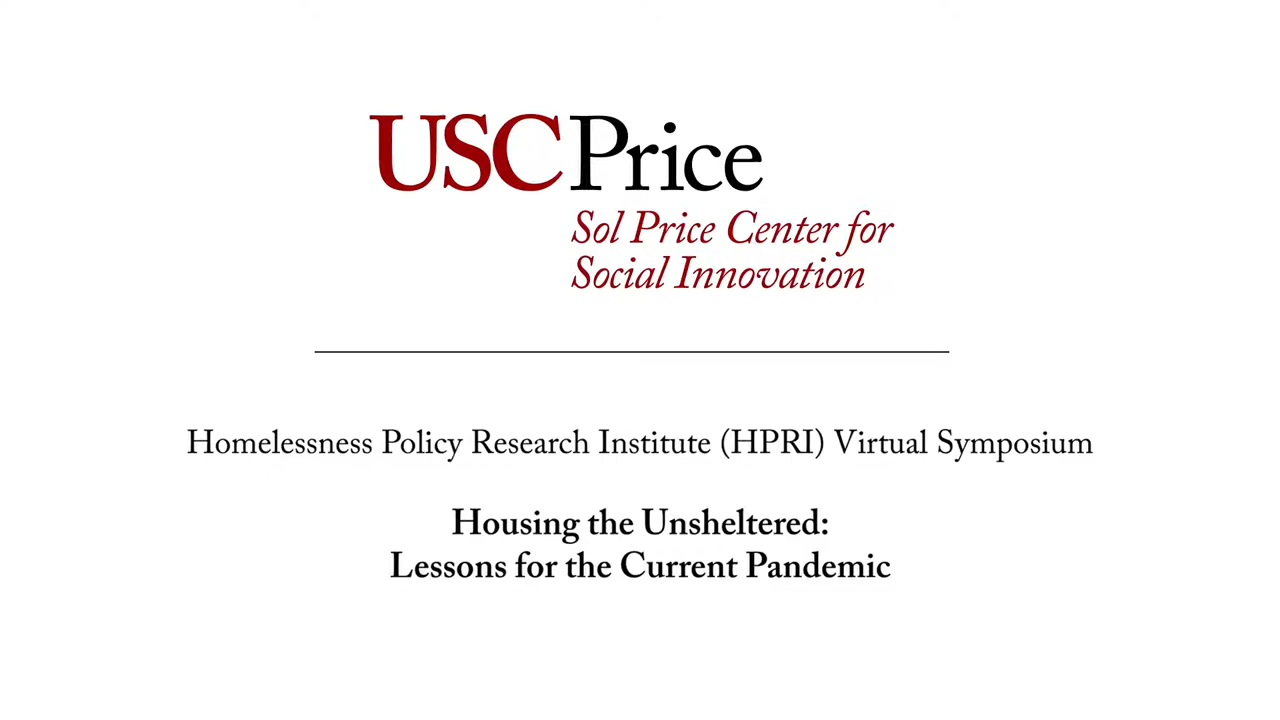 USC Price
Sol Price Center for
Social Innovation
Homelessness Policy Research Institute (HPRI) Virtual Symposium
Housing the Unsheltered:
Lessons for the Current Pandemic